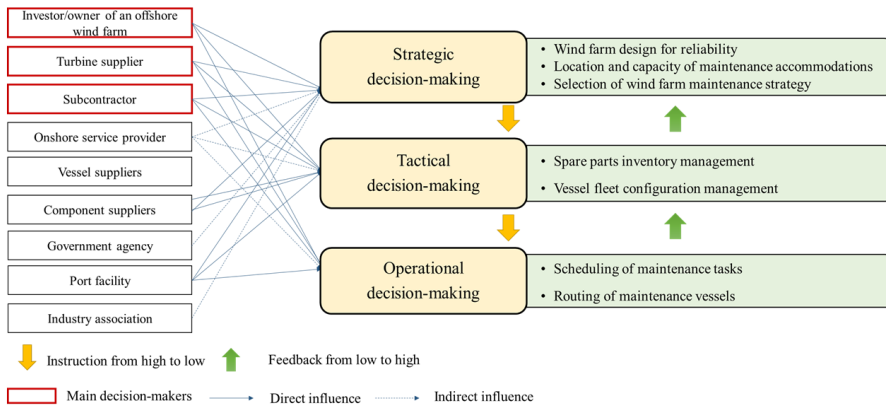 Investor/owner of an offshore
wind farm
Turbine supplier
Subcontractor
Onshore service provider
Vessel suppliers
Component suppliers
Government agency
Port facility
Industry association
Strategic
decision-making
• Wind farm design for reliability
• Location and capacity of maintenance accommodations
• Selection of wind farm maintenance strategy
Tactical
decision-making
• Spare parts inventory management
• Vessel fleet configuration management
Operational
decision-making
• Scheduling of maintenance tasks
• Routing of maintenance vessels
Instruction from high to low
Feedback from low to high
Main decision-makers
Direct influence
Indirect influence